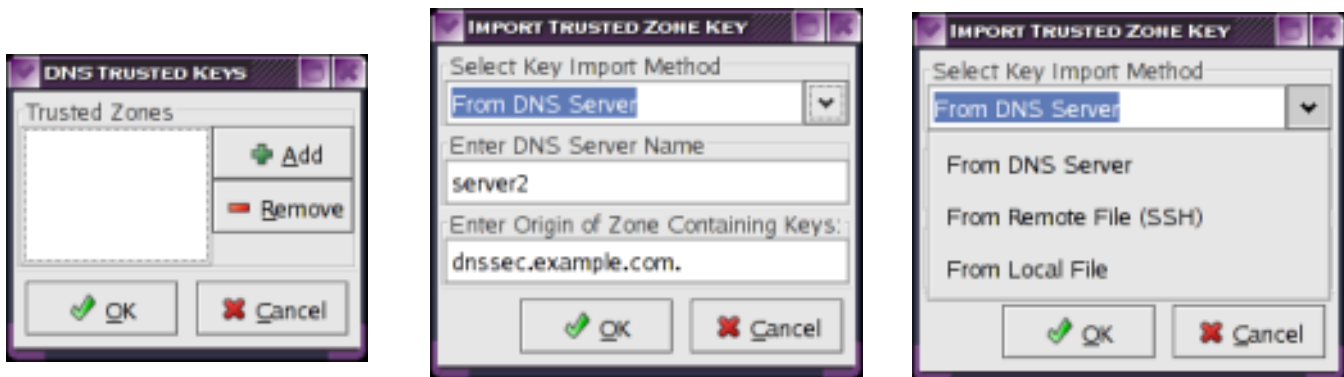 DNS TRUSTED KEYS
Trusted Zones
Add
Remove
OK Cancel
IMPORT TRUSTED ZONE KEY
Select Key Import Method
From DNS Server
Enter DNS Server Name
server2
Enter Origin of Zone Containing Keys:
dnssec.example.com.
OK Cancel
IMPORT TRUSTED ZONE KEY
Select Key Import Method
From DNS Server
From DNS Server
From Remote File (SSH)
From Local File
OK Cancel